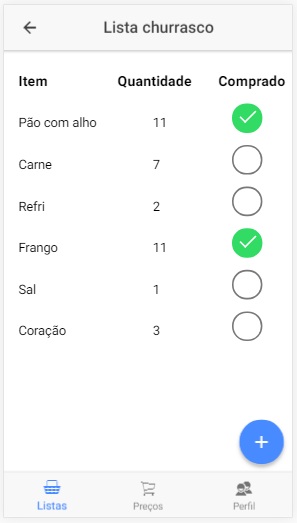 Lista churrasco
Item Quantidade Comprado
Pão com alho 11
Carne 7
Refri 2
Frango 11
Sal 1
Coração 3
Listas Preços Perfil